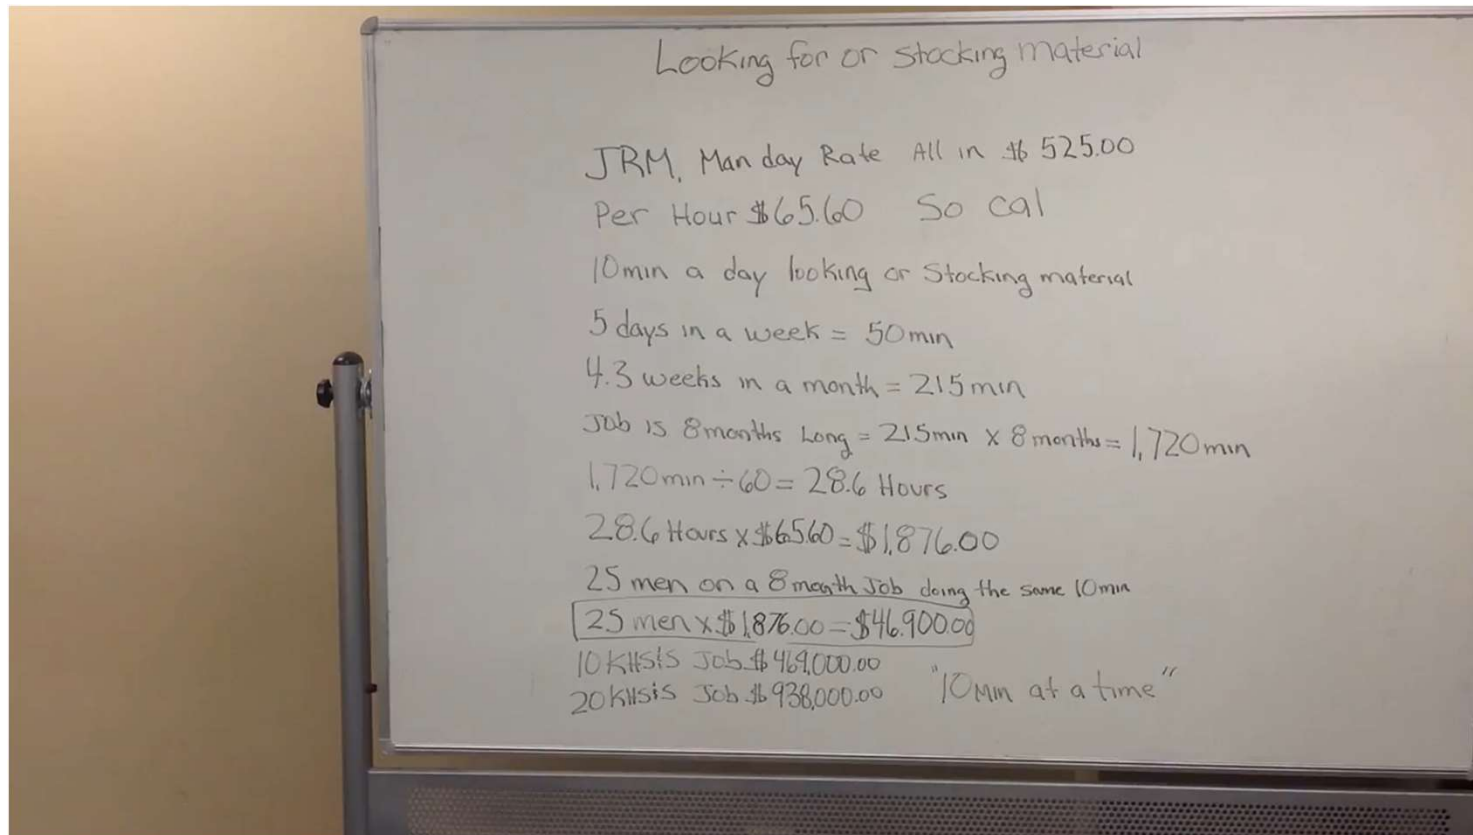 Looking for or stocking material
JRM. Man day Rate All in $ 525.00
Per Hour $65.60 So cal
10min a day looking or Stocking material
5 days in a week = 50min
4.3 weeks in a month = 215 min
Job is 8months Long = 215min x 8 months = 1,720min
1,720min ÷ 60 = 28.6 Hours
28.6 Hours x $65.60 = $1,876.00
25 men on a 8 month Job doing the same 10min
25 men x $1,876.00 = $46,900.00
10 KHSis Job $469,000.00
20 KHSis Job $938,000.00 "10 Min at a time"